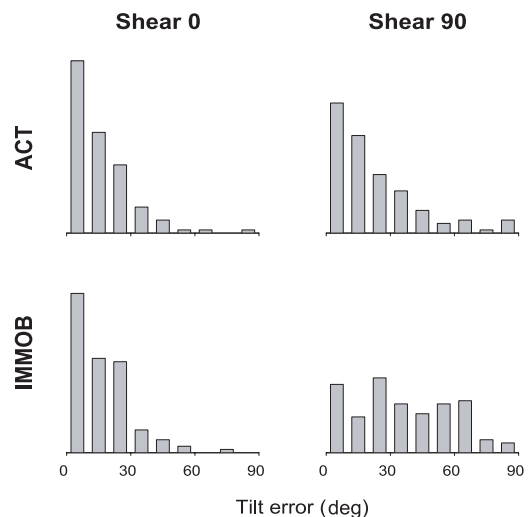 Shear 0 Shear 90
ACT
IMMOB
0 30 60 90 0 30 60 90
Tilt error (deg)